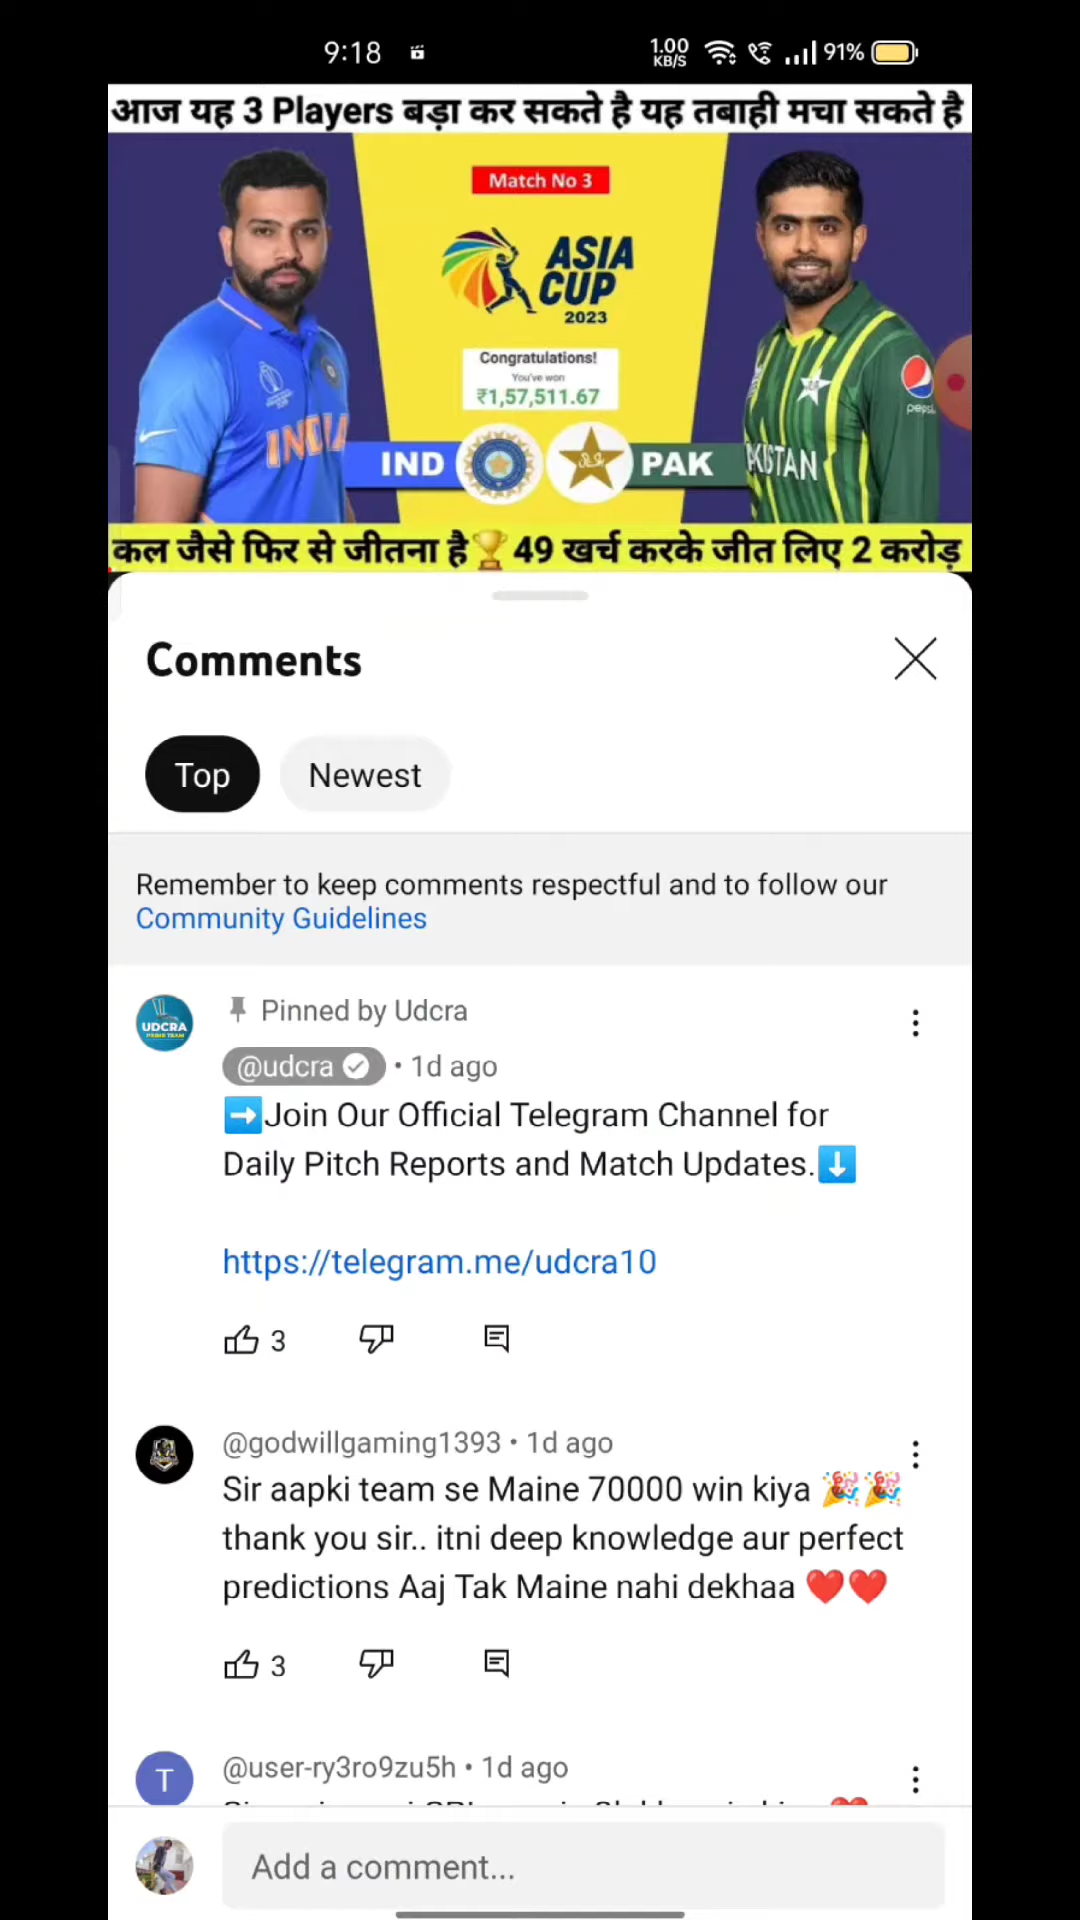 9:18
1.00 KB/S
91%
आज यह 3 Players बड़ा कर सकते है यह तबाही मचा सकते है
Match No 3
ASIA
CUP
2023
Congratulations!
You've won
₹1,57,511.67
INDIA
pepsi
KISTAN
IND
PAK
कल जैसे फिर से जीतना है🏆49 खर्च करके जीत लिए 2 करोड़
Comments
Top
Newest
Remember to keep comments respectful and to follow our
Community Guidelines
UDCRA
Pinned by Udcra
@udcra • 1d ago
➡️Join Our Official Telegram Channel for
Daily Pitch Reports and Match Updates.⬇️
https://telegram.me/udcra10
3
@godwillgaming1393 • 1d ago
Sir aapki team se Maine 70000 win kiya 🎉🎉
thank you sir.. itni deep knowledge aur perfect
predictions Aaj Tak Maine nahi dekhaa ❤️❤️
3
T
@user-ry3ro9zu5h • 1d ago
Add a comment...